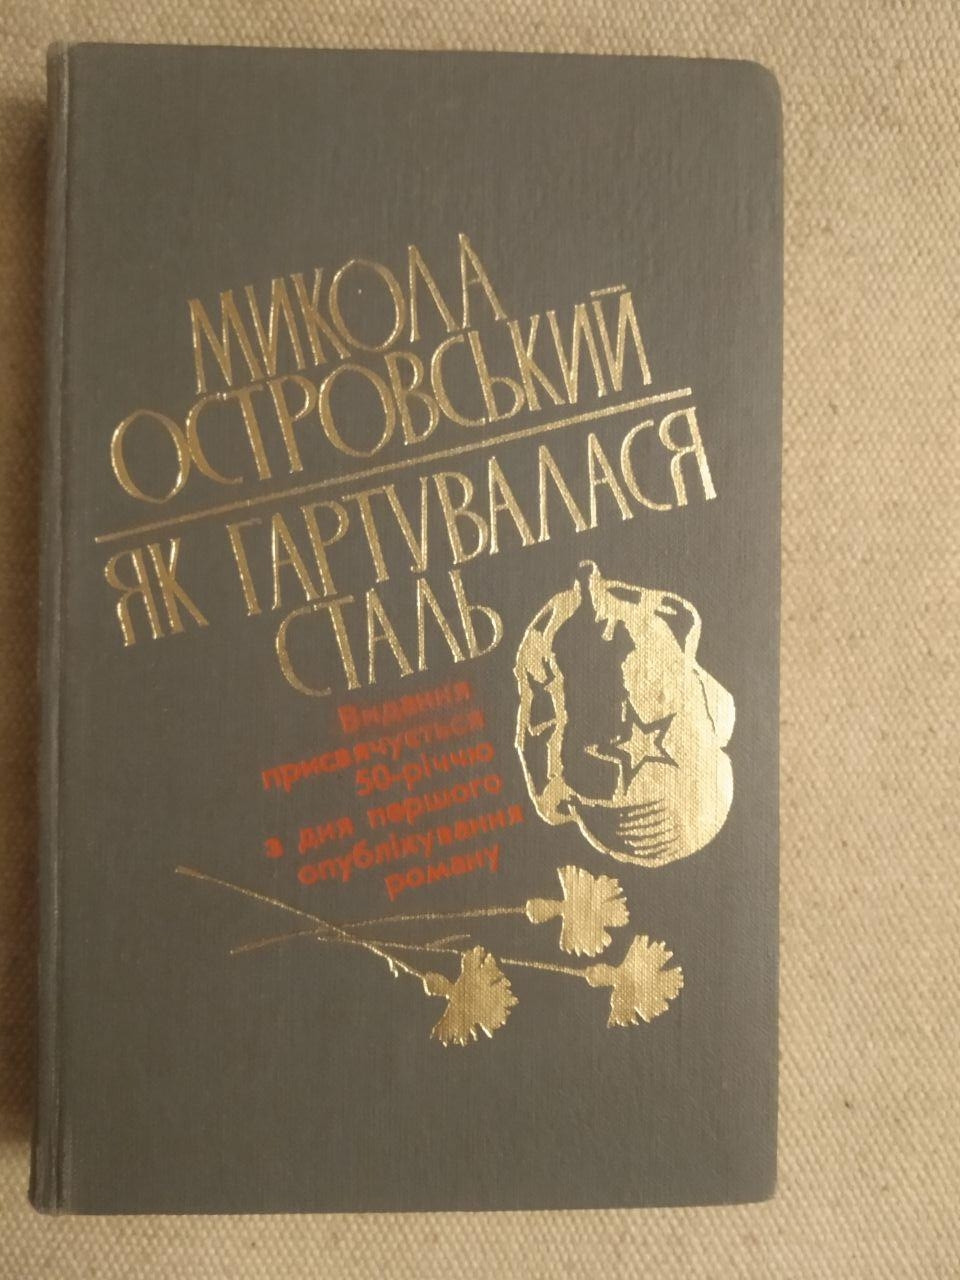 МИКОЛА
ОСТРОВСЬКИЙ
ЯК ГАРТУВАЛАСЯ
СТАЛЬ
Видання
присвячується
50-річчю
з дня першого
опублікування
роману